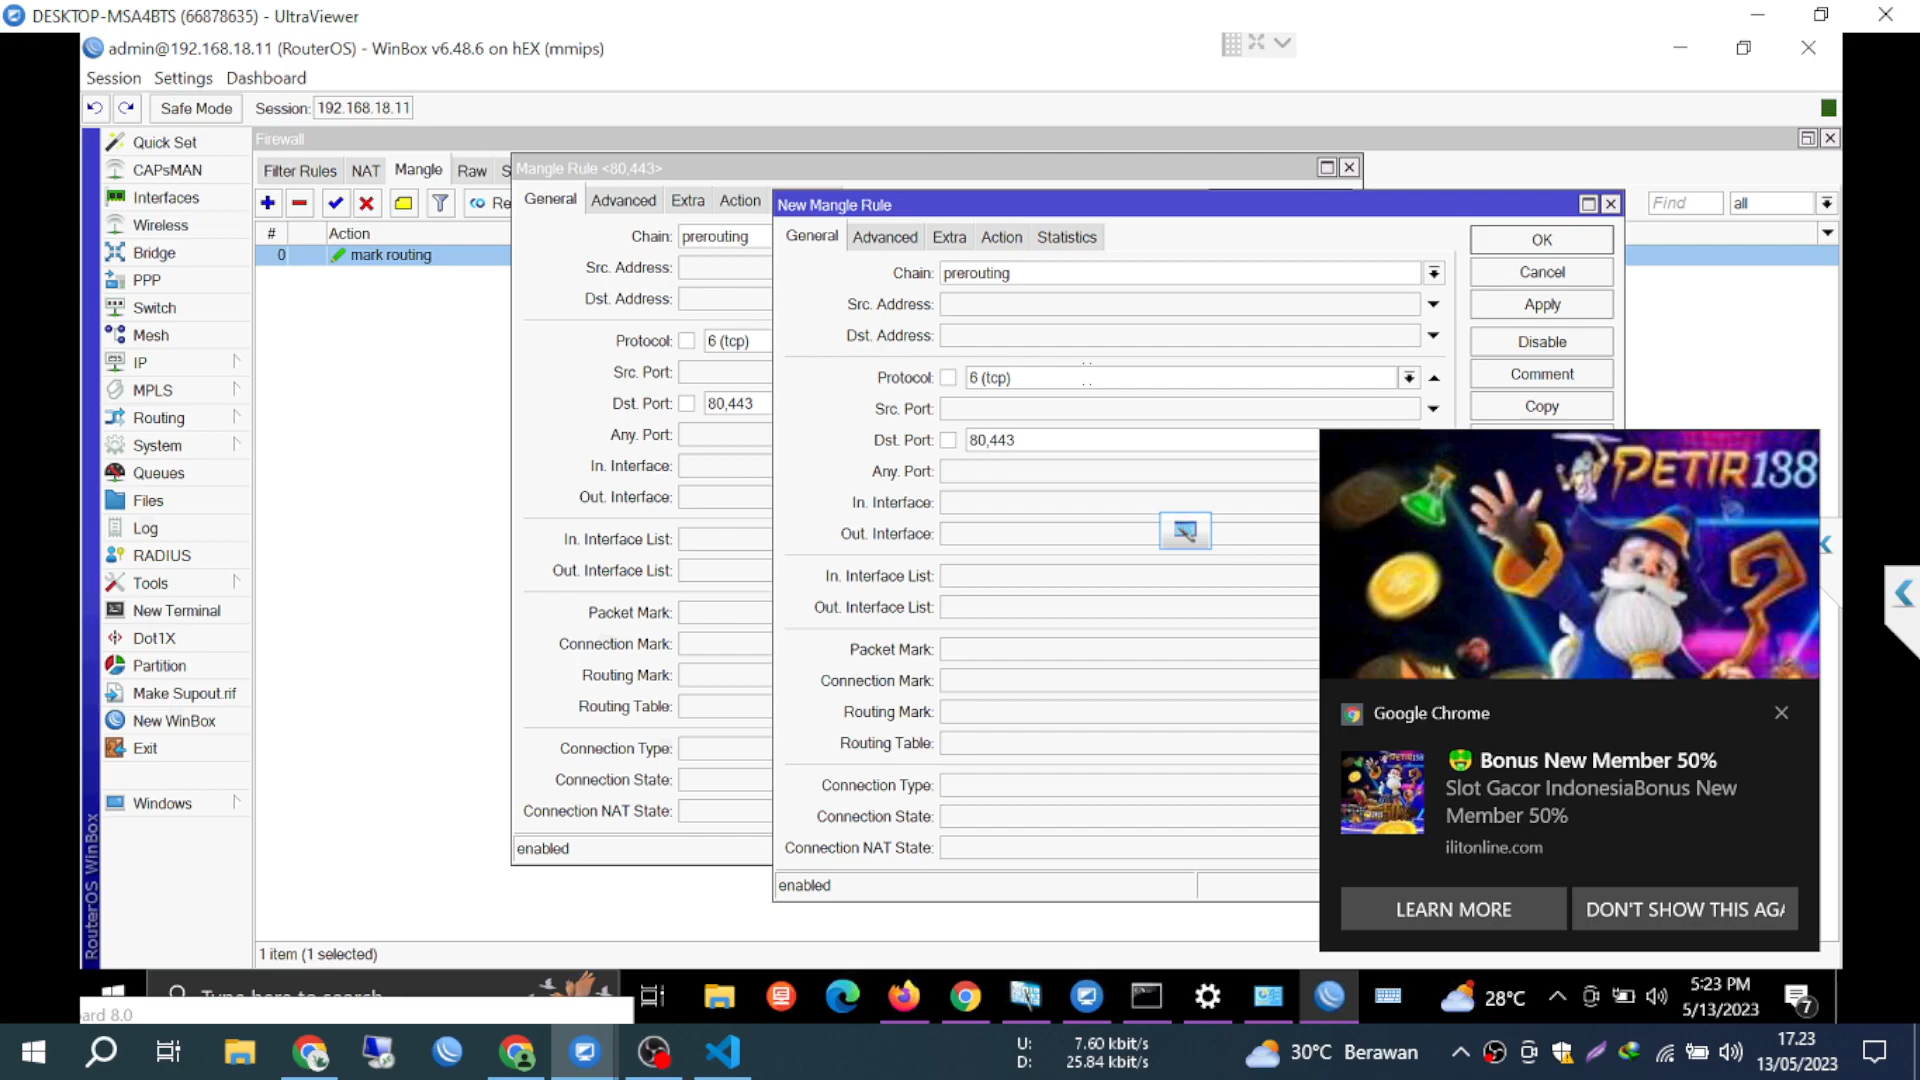 DESKTOP-MSA4BTS (66878635) - UltraViewer
admin@192.168.18.11 (RouterOS) - WinBox v6.48.6 on hEX (mmips)
Session Settings Dashboard
Safe Mode Session: 192.168.18.11
Quick Set
CAPsMAN
Interfaces
Wireless
Bridge
PPP
Switch
Mesh
IP
MPLS
Routing
System
Queues
Files
Log
RADIUS
Tools
New Terminal
Dot1X
Partition
Make Supout.rif
New WinBox
Exit
Windows
RouterOS WinBox
Firewall
Filter Rules NAT Mangle Raw S
Re
Find all
# Action
0 mark routing
1 item (1 selected)
Mangle Rule <80,443>
General Advanced Extra Action
Chain: prerouting
Src. Address:
Dst. Address:
Protocol: 6 (tcp)
Src. Port:
Dst. Port: 80,443
Any. Port:
In. Interface:
Out. Interface:
In. Interface List:
Out. Interface List:
Packet Mark:
Connection Mark:
Routing Mark:
Routing Table:
Connection Type:
Connection State:
Connection NAT State:
enabled
New Mangle Rule
General Advanced Extra Action Statistics
Chain: prerouting
Src. Address:
Dst. Address:
Protocol: 6 (tcp)
Src. Port:
Dst. Port: 80,443
Any. Port:
In. Interface:
Out. Interface:
In. Interface List:
Out. Interface List:
Packet Mark:
Connection Mark:
Routing Mark:
Routing Table:
Connection Type:
Connection State:
Connection NAT State:
enabled
OK
Cancel
Apply
Disable
Comment
Copy
PETIR138
Google Chrome
🤑 Bonus New Member 50%
Slot Gacor IndonesiaBonus New
Member 50%
ilitonline.com
LEARN MORE DON'T SHOW THIS AGA
Type here to search
ard 8.0
28°C
5:23 PM
5/13/2023
7
U: 7.60 kbit/s
D: 25.84 kbit/s
30°C Berawan
17.23
13/05/2023